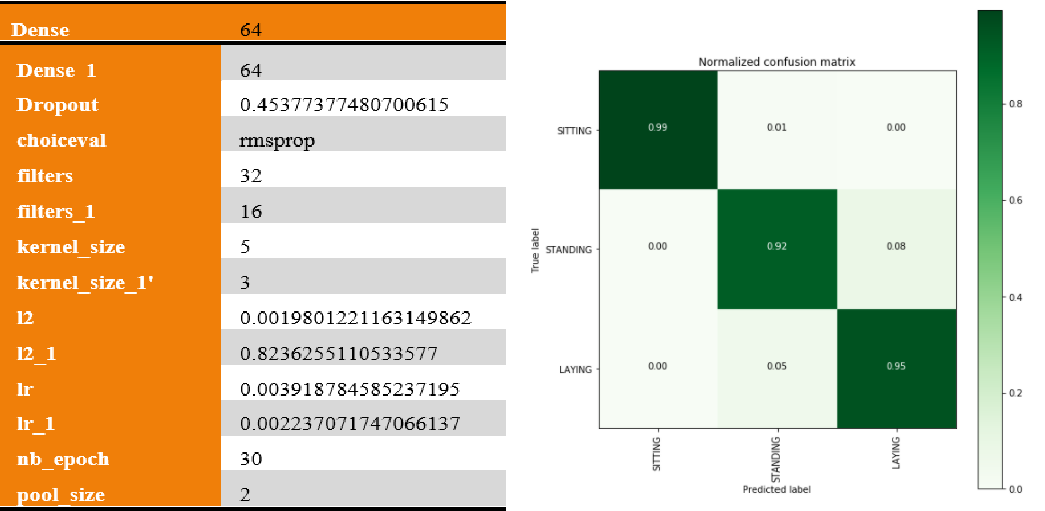 Dense 64
Dense_1 64
Dropout 0.45377377480700615
choiceval rmsprop
filters 32
filters_1 16
kernel_size 5
kernel_size_1' 3
l2 0.0019801221163149862
l2_1 0.8236255110533577
lr 0.003918784585237195
lr_1 0.002237071747066137
nb_epoch 30
pool_size 2
Normalized confusion matrix
SITTING 0.99 0.01 0.00
STANDING 0.00 0.92 0.08
LAYING 0.00 0.05 0.95
True label
SITTING
STANDING
LAYING
Predicted label
0.8
0.6
0.4
0.2
0.0